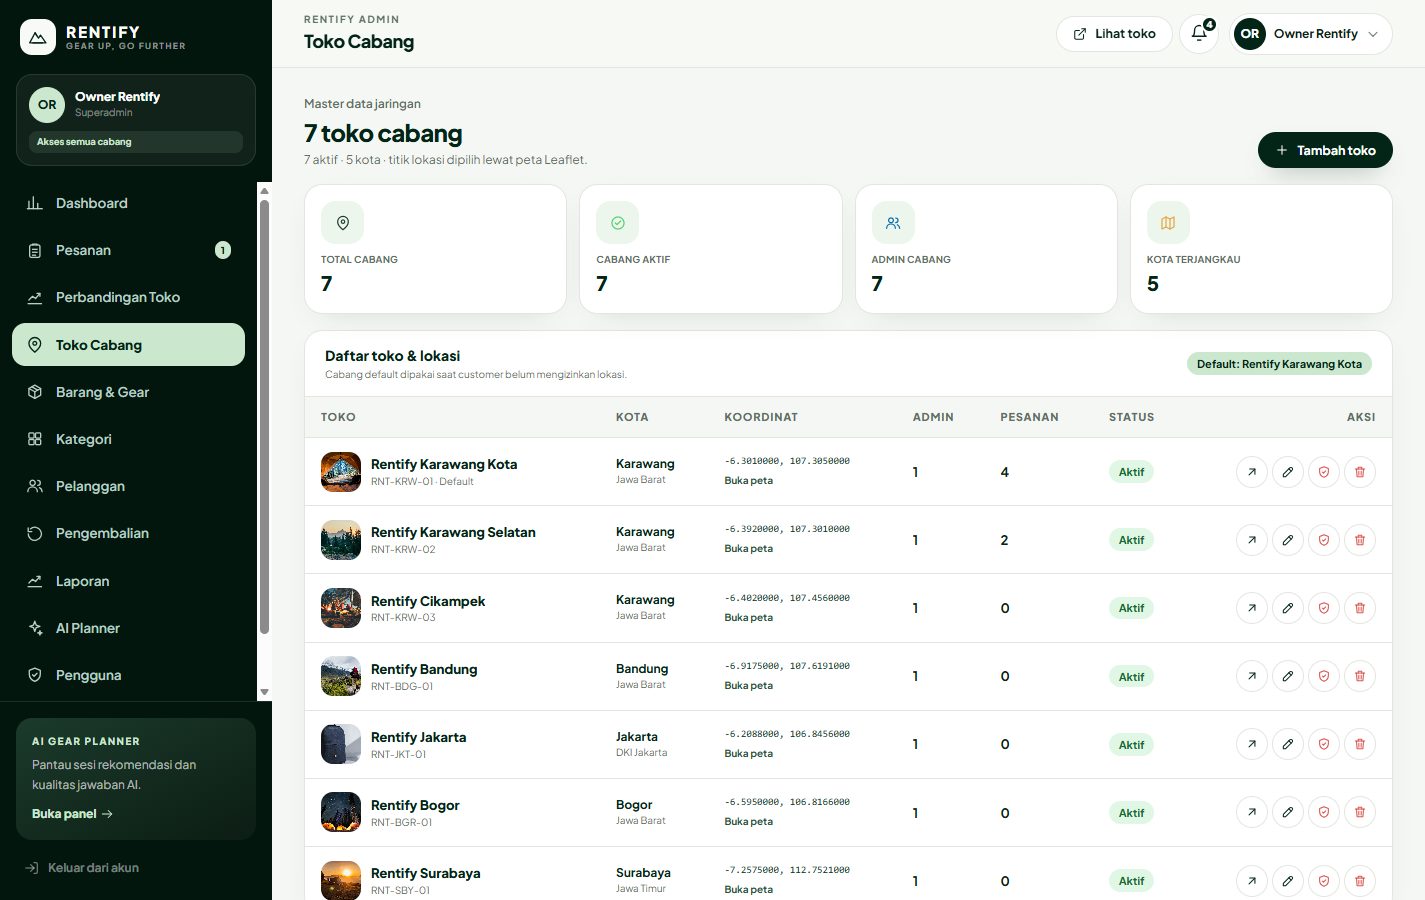 RENTIFY
GEAR UP, GO FURTHER
OR
Owner Rentify
Superadmin
Akses semua cabang
Dashboard
Pesanan
1
Perbandingan Toko
Toko Cabang
Barang & Gear
Kategori
Pelanggan
Pengembalian
Laporan
AI Planner
Pengguna
AI GEAR PLANNER
Pantau sesi rekomendasi dan
kualitas jawaban AI.
Buka panel →
Keluar dari akun
RENTIFY ADMIN
Toko Cabang
Lihat toko
4
OR
Owner Rentify
Master data jaringan
7 toko cabang
7 aktif · 5 kota · titik lokasi dipilih lewat peta Leaflet.
+ Tambah toko
TOTAL CABANG
7
CABANG AKTIF
7
ADMIN CABANG
7
KOTA TERJANGKAU
5
Daftar toko & lokasi
Cabang default dipakai saat customer belum mengizinkan lokasi.
Default: Rentify Karawang Kota
TOKO KOTA KOORDINAT ADMIN PESANAN STATUS AKSI
Rentify Karawang Kota
RNT-KRW-01 · Default
Karawang
Jawa Barat
-6.3010000, 107.3050000
Buka peta
1
4
Aktif
Rentify Karawang Selatan
RNT-KRW-02
Karawang
Jawa Barat
-6.3920000, 107.3010000
Buka peta
1
2
Aktif
Rentify Cikampek
RNT-KRW-03
Karawang
Jawa Barat
-6.4020000, 107.4560000
Buka peta
1
0
Aktif
Rentify Bandung
RNT-BDG-01
Bandung
Jawa Barat
-6.9175000, 107.6191000
Buka peta
1
0
Aktif
Rentify Jakarta
RNT-JKT-01
Jakarta
DKI Jakarta
-6.2088000, 106.8456000
Buka peta
1
0
Aktif
Rentify Bogor
RNT-BGR-01
Bogor
Jawa Barat
-6.5950000, 106.8166000
Buka peta
1
0
Aktif
Rentify Surabaya
RNT-SBY-01
Surabaya
Jawa Timur
-7.2575000, 112.7521000
Buka peta
1
0
Aktif